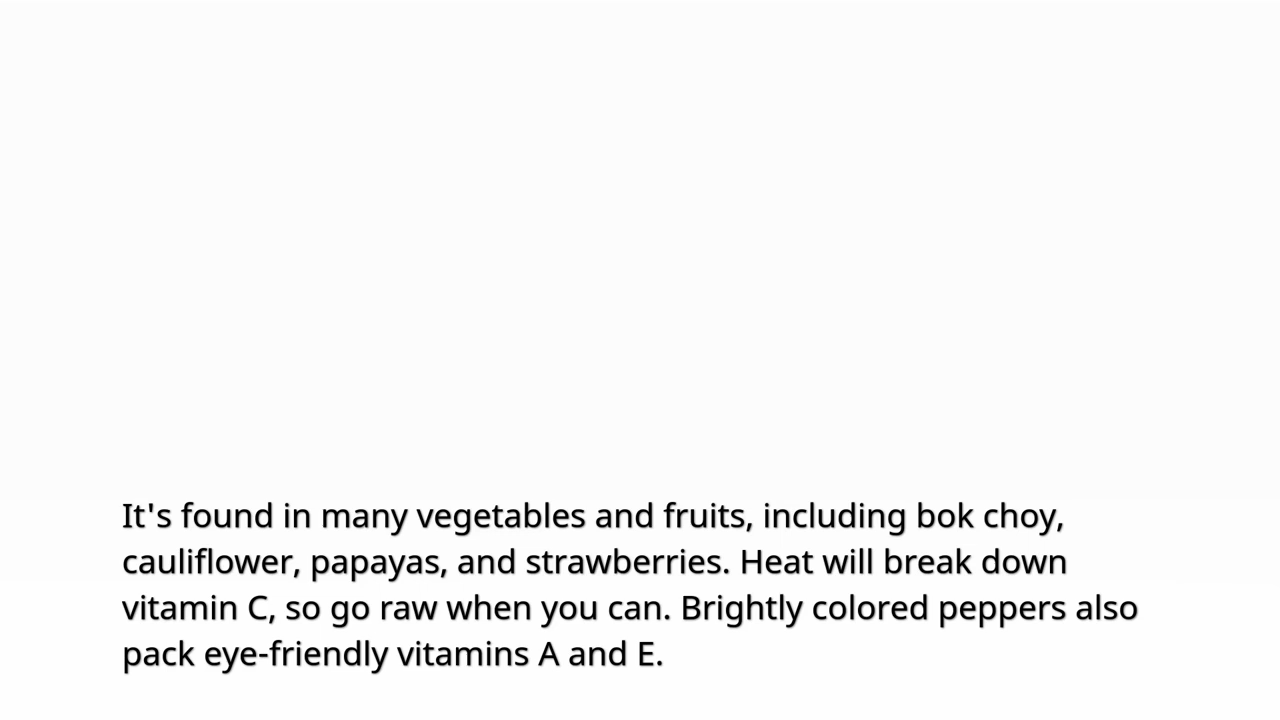 It's found in many vegetables and fruits, including bok choy,
cauliflower, papayas, and strawberries. Heat will break down
vitamin C, so go raw when you can. Brightly colored peppers also
pack eye-friendly vitamins A and E.